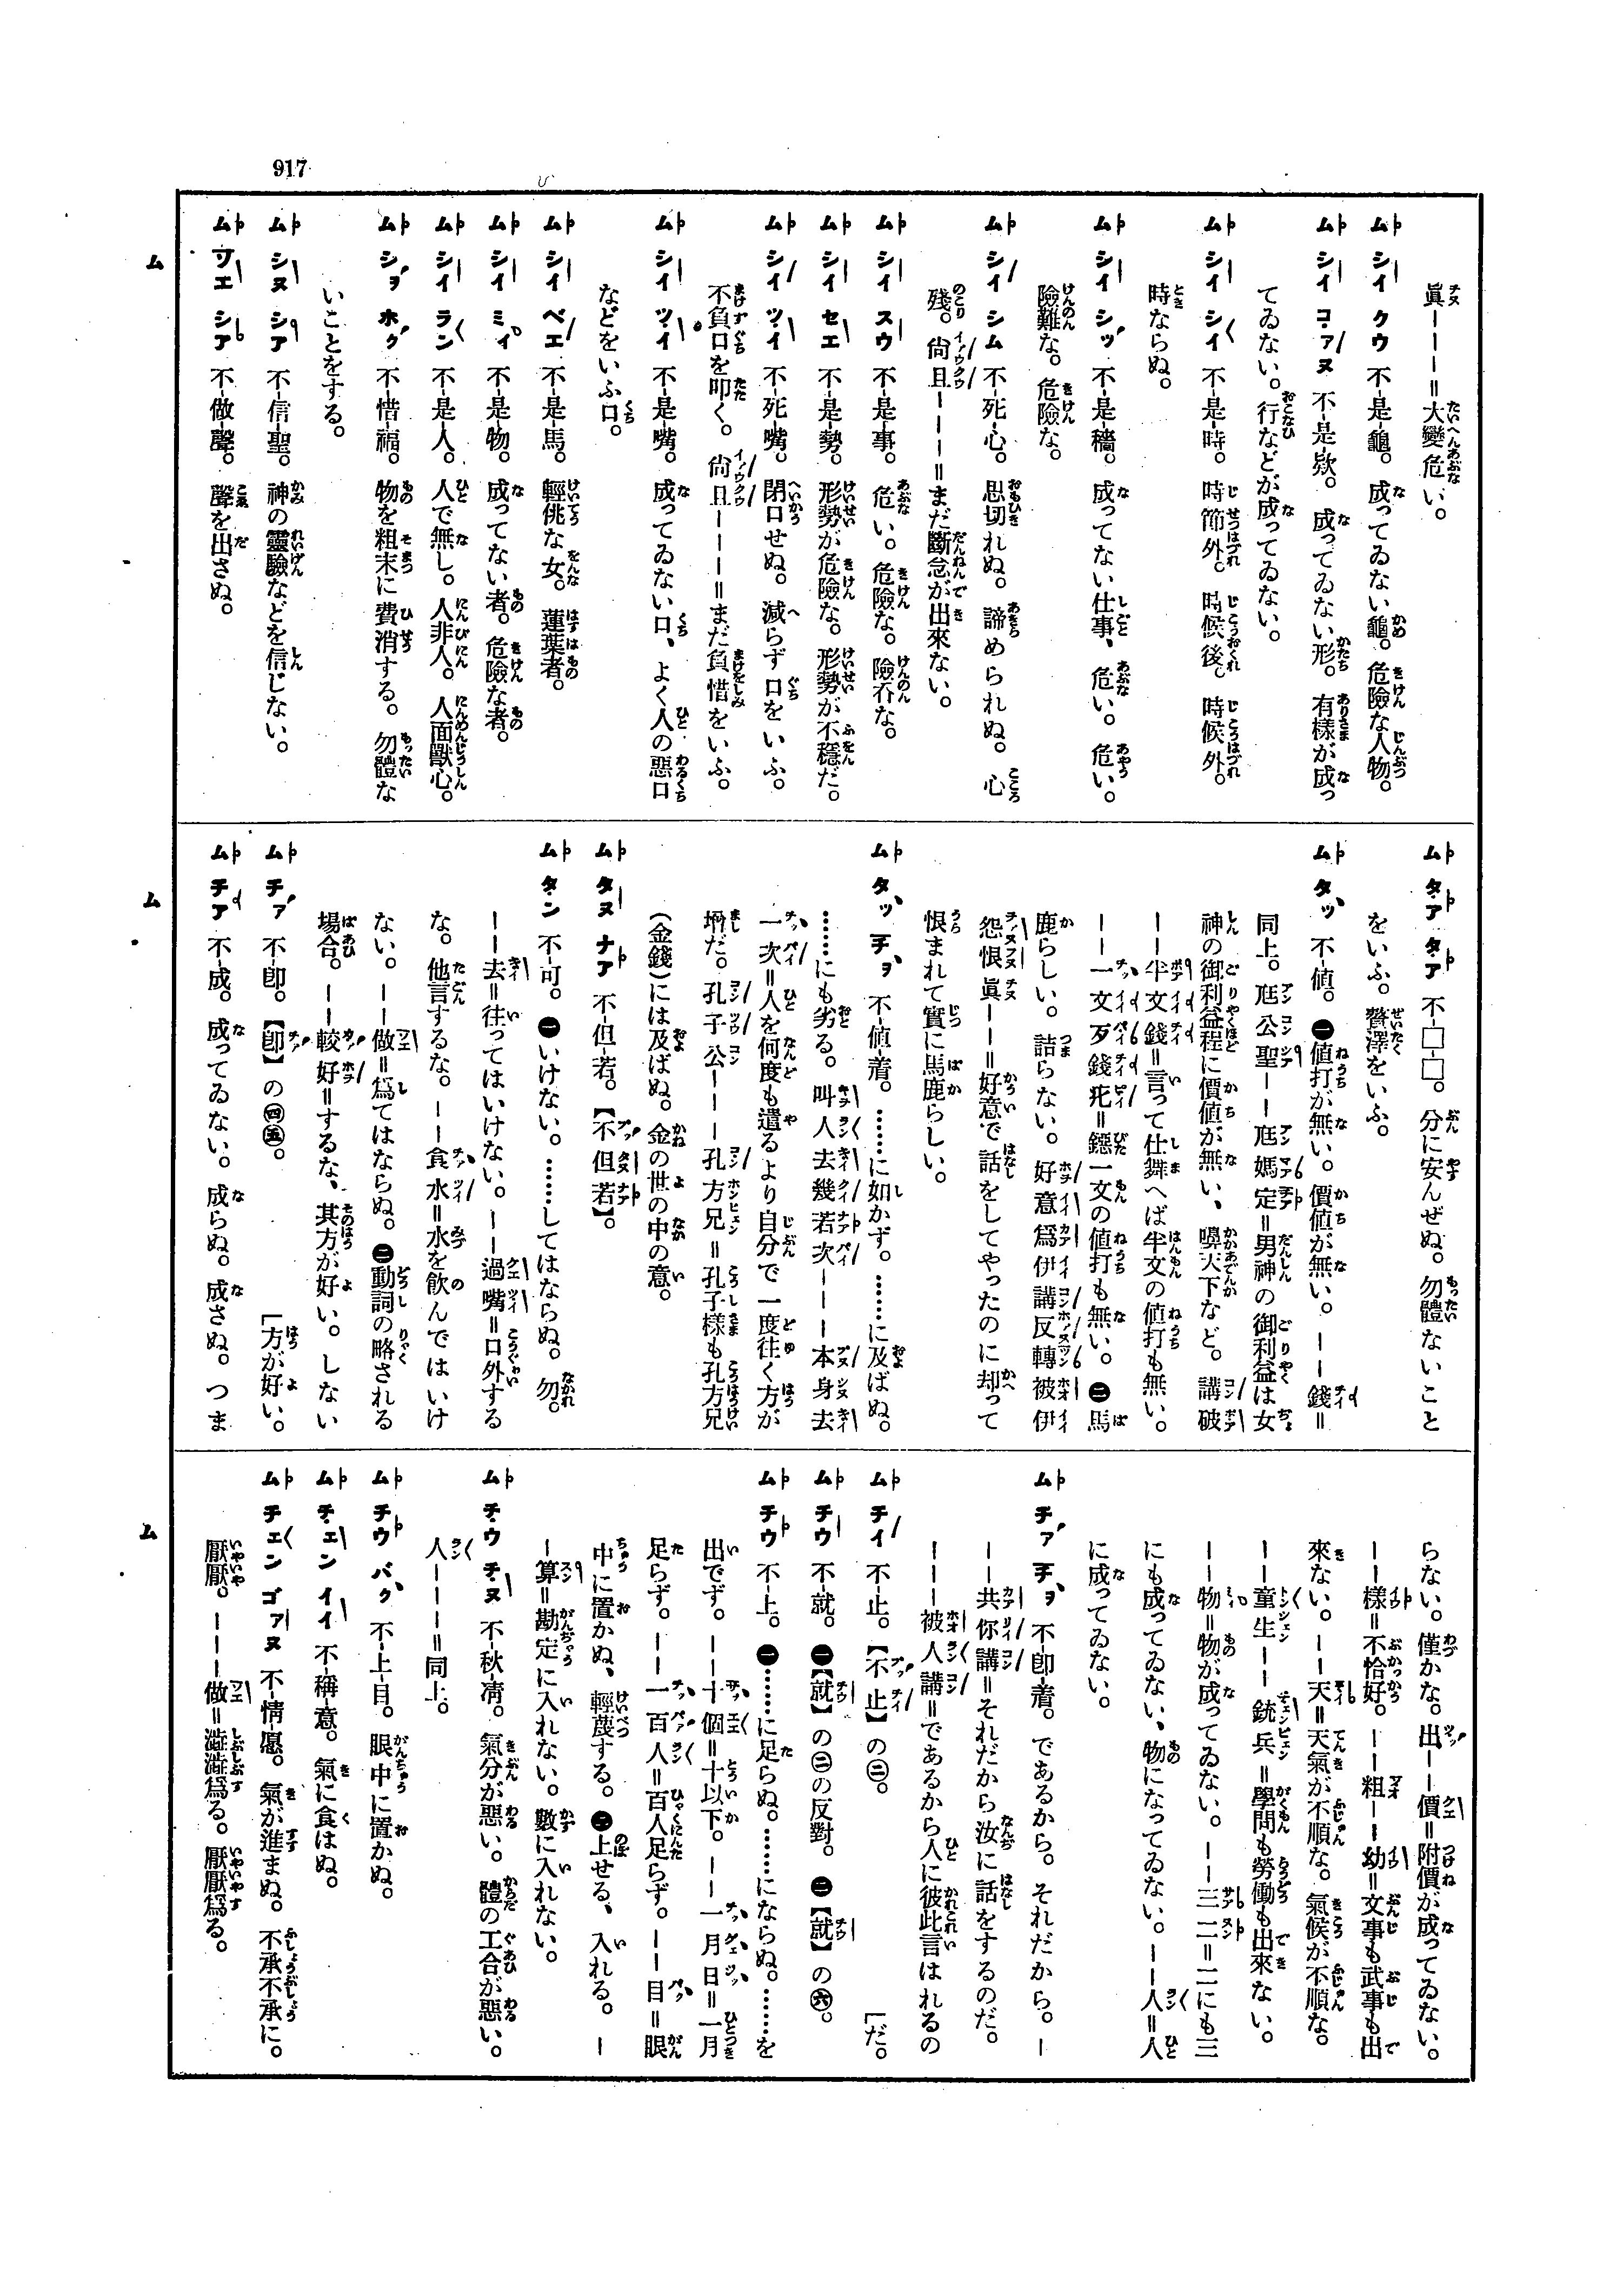 917
眞ーーー＝大變危い。
ム シイ クウ 不-是-龜。 成ってゐない龜。危險な人物。
ム シイ コァヌ 不-是-欵。 成ってゐない形。有樣が成っ
てゐない。行などが成ってゐない。
ム シイ シイ 不-是-時。 時節外。時候後。時候外。
時ならぬ。
ム シイ シッ 不-是-穡。 成ってない仕事、危い。危い。
險難な。危險な。
ム シイ シム 不-死-心。 思切れぬ。諦められぬ。心
殘。尙且ーーー＝まだ斷念が出來ない。
ム シイ スウ 不-是-事。 危い。危險な。險吞な。
ム シイ セエ 不-是-勢。 形勢が危險な。形勢が不穩だ。
ム シイ ツイ 不-死-嘴。 閉口せぬ。減らず口をいふ。
不負口を叩く。尙且ーーー＝まだ負惜をいふ。
ム シイ ツイ 不-是-嘴。 成ってゐない口、よく人の惡口
などをいふ口。
ム シイ ベエ 不-是-馬。 輕佻な女。蓮葉者。
ム シイ ミィ 不-是-物。 成ってない者。危險な者。
ム シイ ラン 不-是-人。 人で無し。人非人。人面獸心。
ム シヲ ホク 不-惜-福。 物を粗末に費消する。勿體な
いことをする。
ム シヌ シア 不-信-聖。 神の靈驗などを信じない。
ム ツエ シア 不-做-聲。 聲を出さぬ。
ム タア タア 不-□-□。 分に安んぜぬ。勿體ないこと
をいふ。贅澤をいふ。
ム タッ 不-値。 ㊀値打が無い。價値が無い。ーー錢＝
同上。尫公聖ーー尫媽定＝男神の御利益は女
神の御利益程に價値が無い、嚊天下など。講破
ーー半文錢＝言って仕舞へば半文の値打も無い。
ーー一文歹錢疕＝鐚一文の値打も無い。㊁馬
鹿らしい。詰らない。好意爲伊講反轉被伊
怨恨眞ーー＝好意で話をしてやったのに却って
恨まれて實に馬鹿らしい。
ム タッ チヲ 不-値-着。 ……に如かず。……に及ばぬ。
……にも劣る。叫人去幾若次ーーー本身去
一次＝人を何度も遣るより自分で一度往く方が
增だ。孔子公ーーー孔方兄＝孔子樣も孔方兄
(金錢)には及ばぬ。金の世の中の意。
ム タヌ ナア 不-但-若。【不但若】。
ム タン 不-可。 ㊀いけない。……してはならぬ。勿。
ーー去＝往ってはいけない。ーー過嘴＝口外する
な。他言するな。ーー食水＝水を飮んではいけ
ない。ーー做＝爲てはならぬ。㊁動詞の略される
場合。ーー較好＝するな、其方が好い。しない
ム チァ 不-卽。【卽】の㊃㊄。 ［方が好い。
ム チア 不-成。 成ってゐない。成らぬ。成さぬ。つま
らない。僅かな。出ーー價＝附價が成ってゐない。
ーー樣＝不恰好。ーー粗ーー幼＝文事も武事も出
來ない。ーー天＝天氣が不順な。氣候が不順な。
ーー童生ーー銃兵＝學問も勞働も出來ない。
ーー物＝物が成ってゐない。ーー三二＝二にも三
にも成ってゐない、物になってゐない。ーー人＝人
に成ってゐない。
ム チァ チヲ 不-卽-着。 であるから。それだから。ー
ーー共你講＝それだから汝に話をするのだ。
ーーー被人講＝であるから人に彼此言はれるの
ム チイ 不-止。【不止】の㊁。 ［だ。
ム チウ 不-就。 ㊀【就】の㊁の反對。㊁【就】の㊅。
ム チウ 不-上。 ㊀……に足らぬ。……にならぬ。……を
出でず。ーー十個＝十以下。ーー一月日＝一月
足らず。ーー一百人＝百人足らず。ーー目＝眼
中に置かぬ、輕蔑する。㊁上せる、入れる。ー
ー算＝勘定に入れない。數に入れない。
ム チウ チヌ 不-秋-凊。 氣分が惡い。體の工合が惡い。
人ーーー＝同上。
ム チウ バク 不-上-目。 眼中に置かぬ。
ム チェン イイ 不-稱-意。 氣に食はぬ。
ム チェン ゴァヌ 不-情-愿。 氣が進まぬ。不承不承に。
厭厭。ーーー做＝澁澁爲る。厭厭爲る。
ム
ム
ム